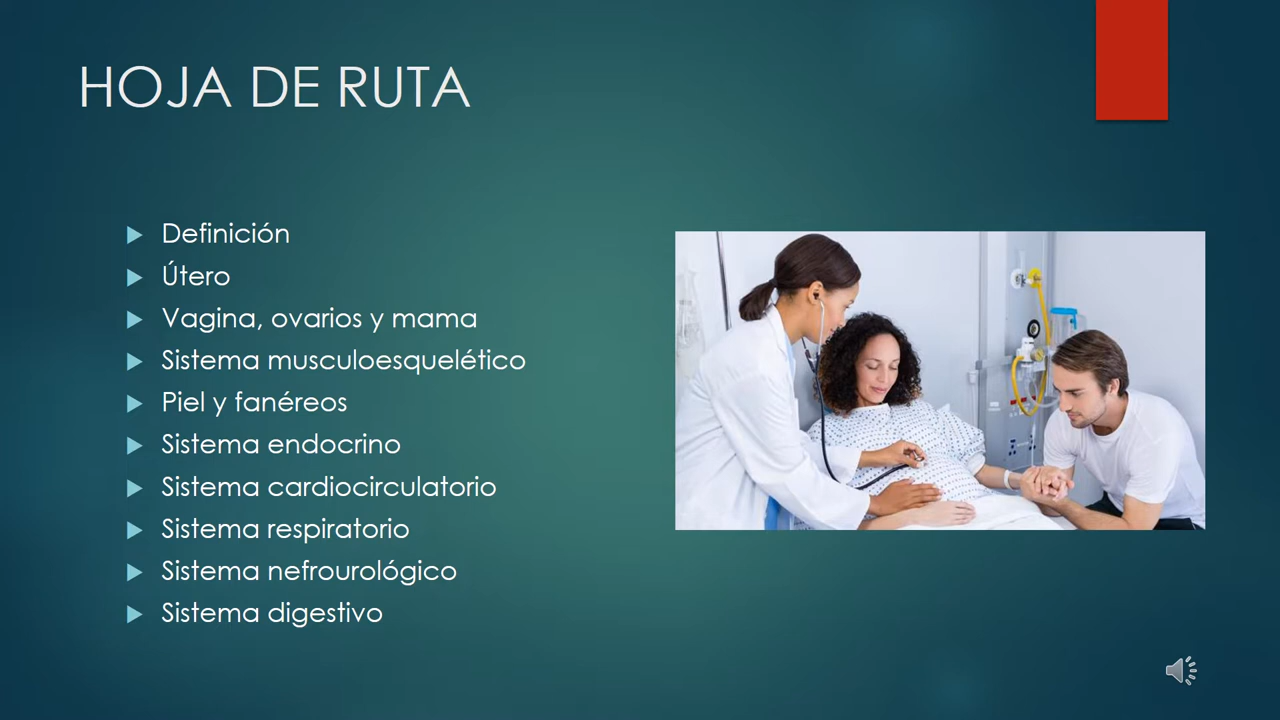 HOJA DE RUTA
Definición
Útero
Vagina, ovarios y mama
Sistema musculoesquelético
Piel y fanéreos
Sistema endocrino
Sistema cardiocirculatorio
Sistema respiratorio
Sistema nefrourológico
Sistema digestivo